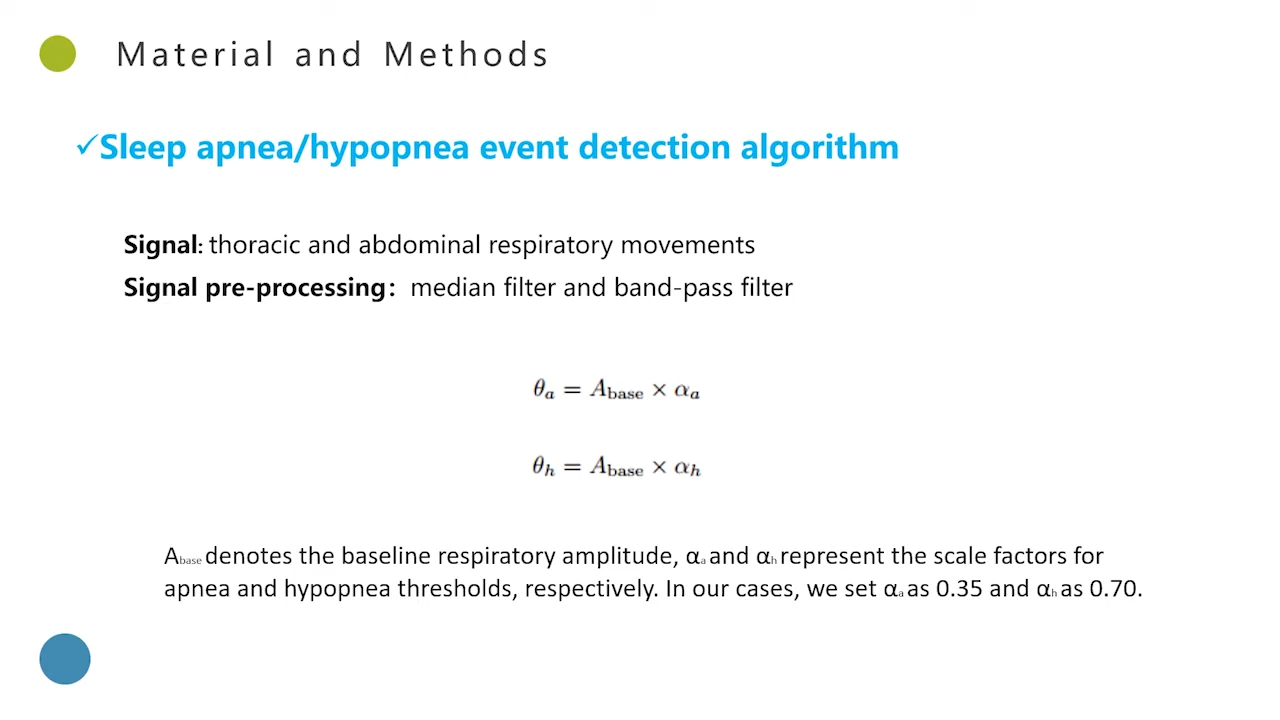 Material and Methods
✓Sleep apnea/hypopnea event detection algorithm
Signal: thoracic and abdominal respiratory movements
Signal pre-processing： median filter and band-pass filter
θₐ = A_base × αₐ
θₕ = A_base × αₕ
A_base denotes the baseline respiratory amplitude, αₐ and αₕ represent the scale factors for
apnea and hypopnea thresholds, respectively. In our cases, we set αₐ as 0.35 and αₕ as 0.70.